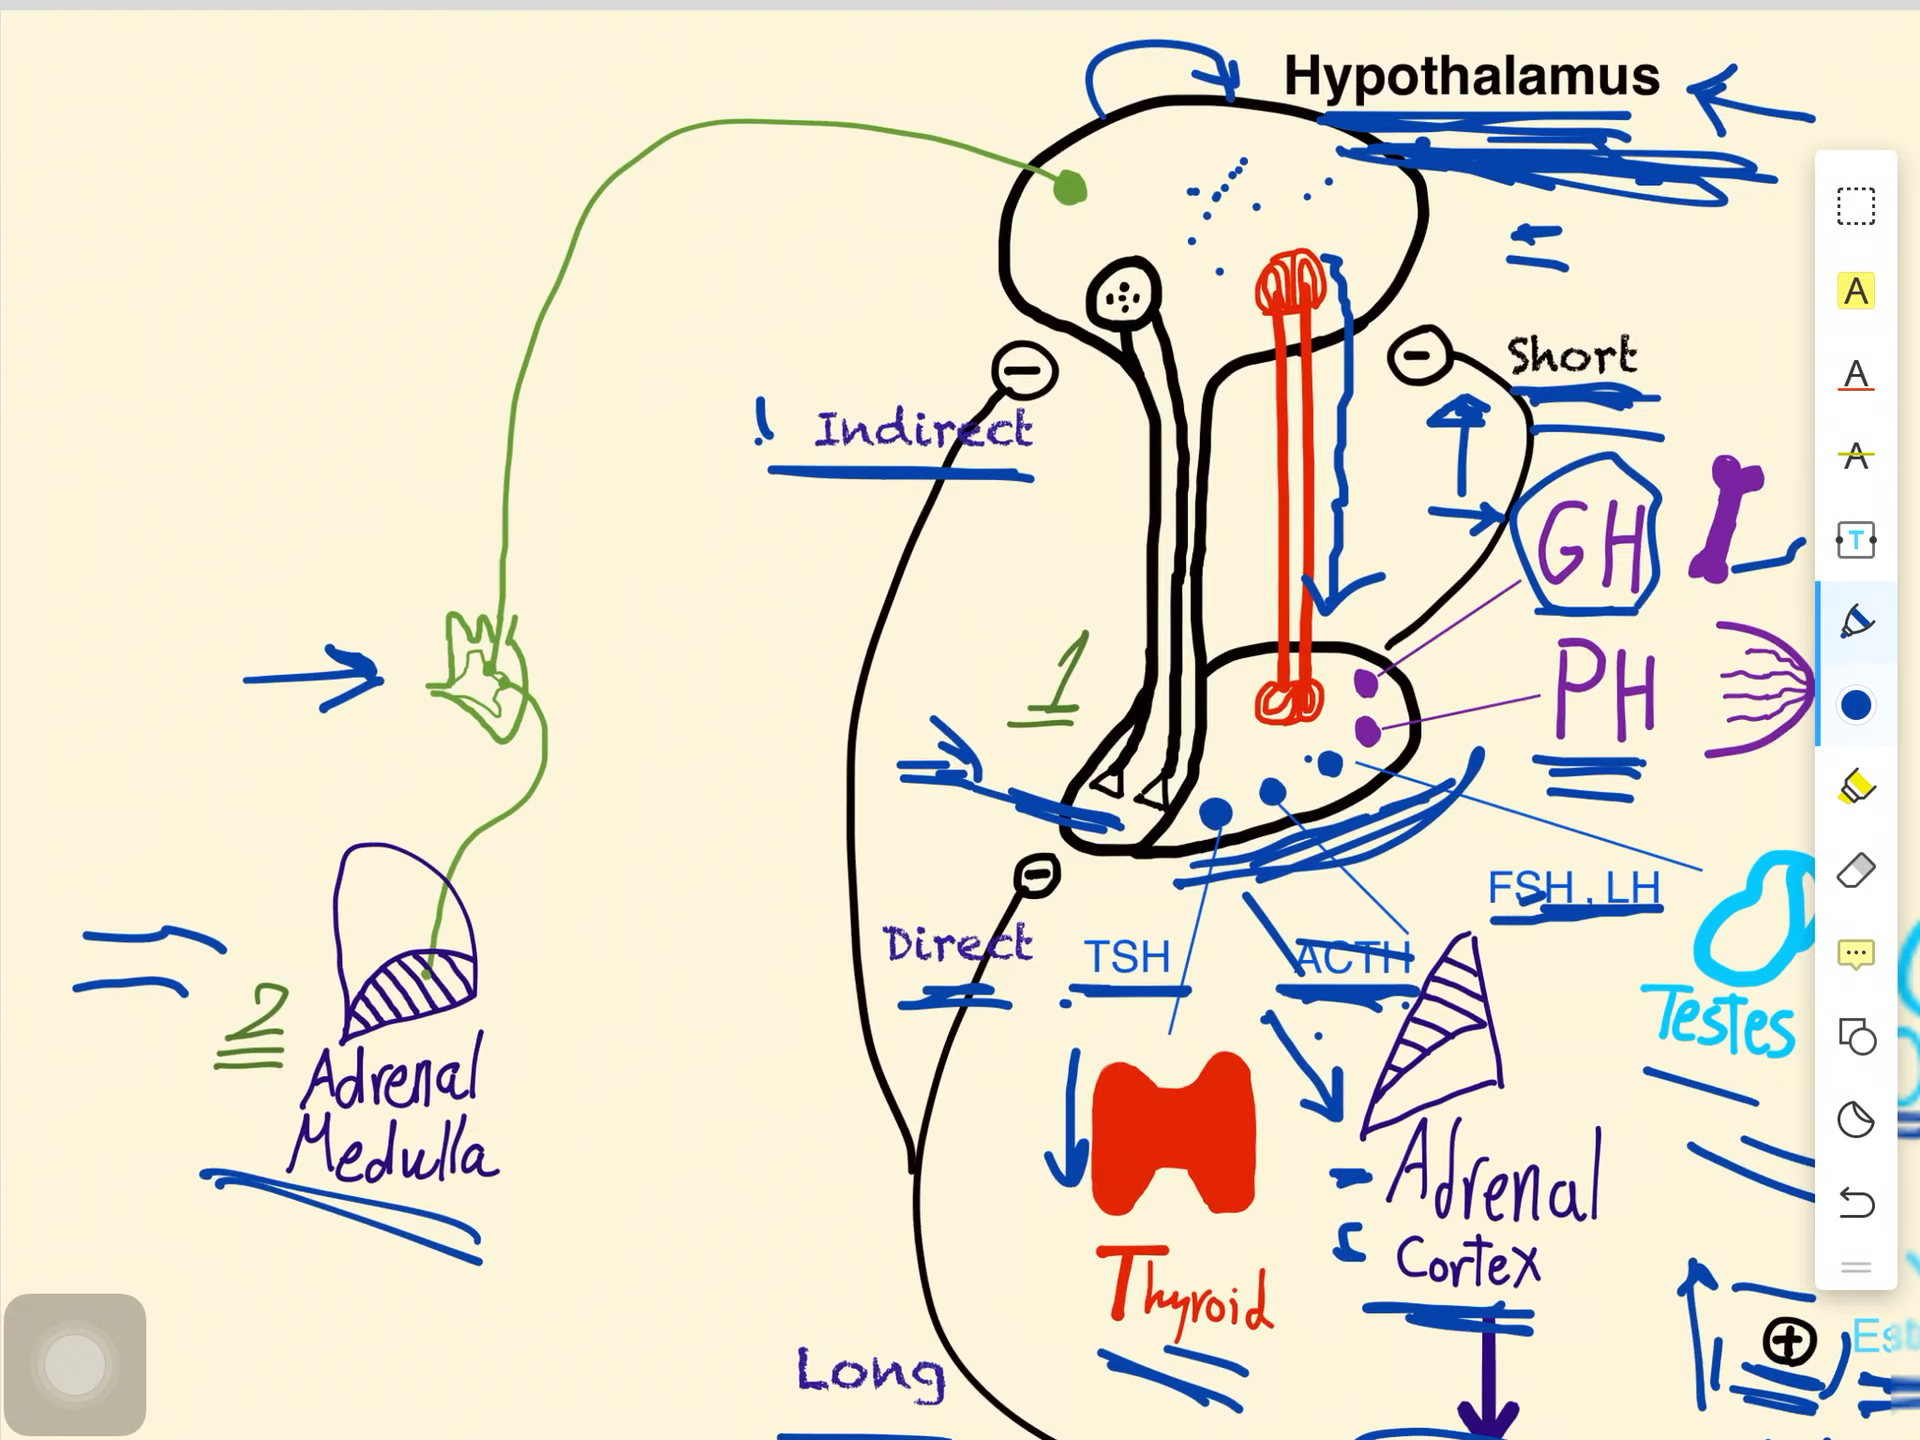 Hypothalamus
Short
Indirect
GH
1
PH
FSH , LH
Direct
TSH
ACTH
Testes
2
Adrenal
Medulla
Adrenal
Cortex
Thyroid
Long
A
A
A
T